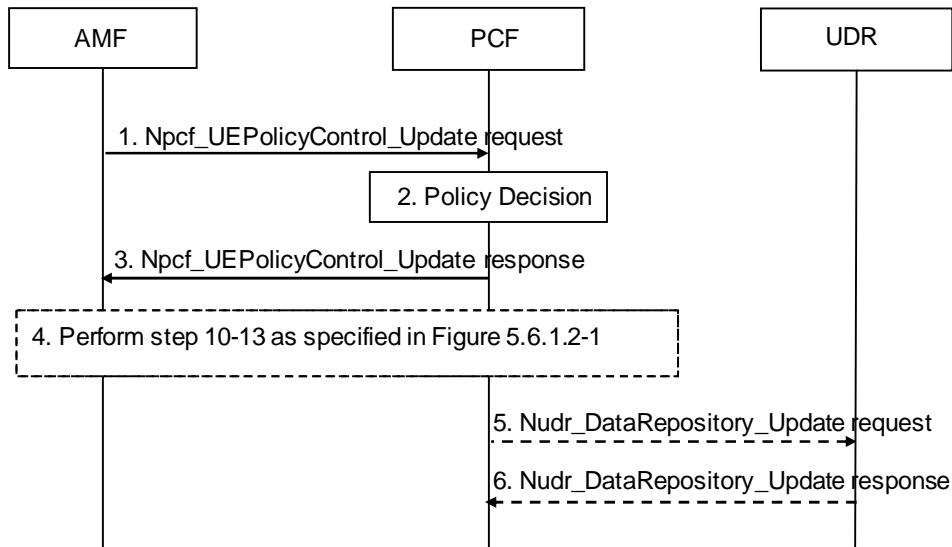 AMF
PCF
UDR
1. Npcf_UEPolicyControl_Update request
2. Policy Decision
3. Npcf_UEPolicyControl_Update response
4. Perform step 10-13 as specified in Figure 5.6.1.2-1
5. Nudr_DataRepository_Update request
6. Nudr_DataRepository_Update response